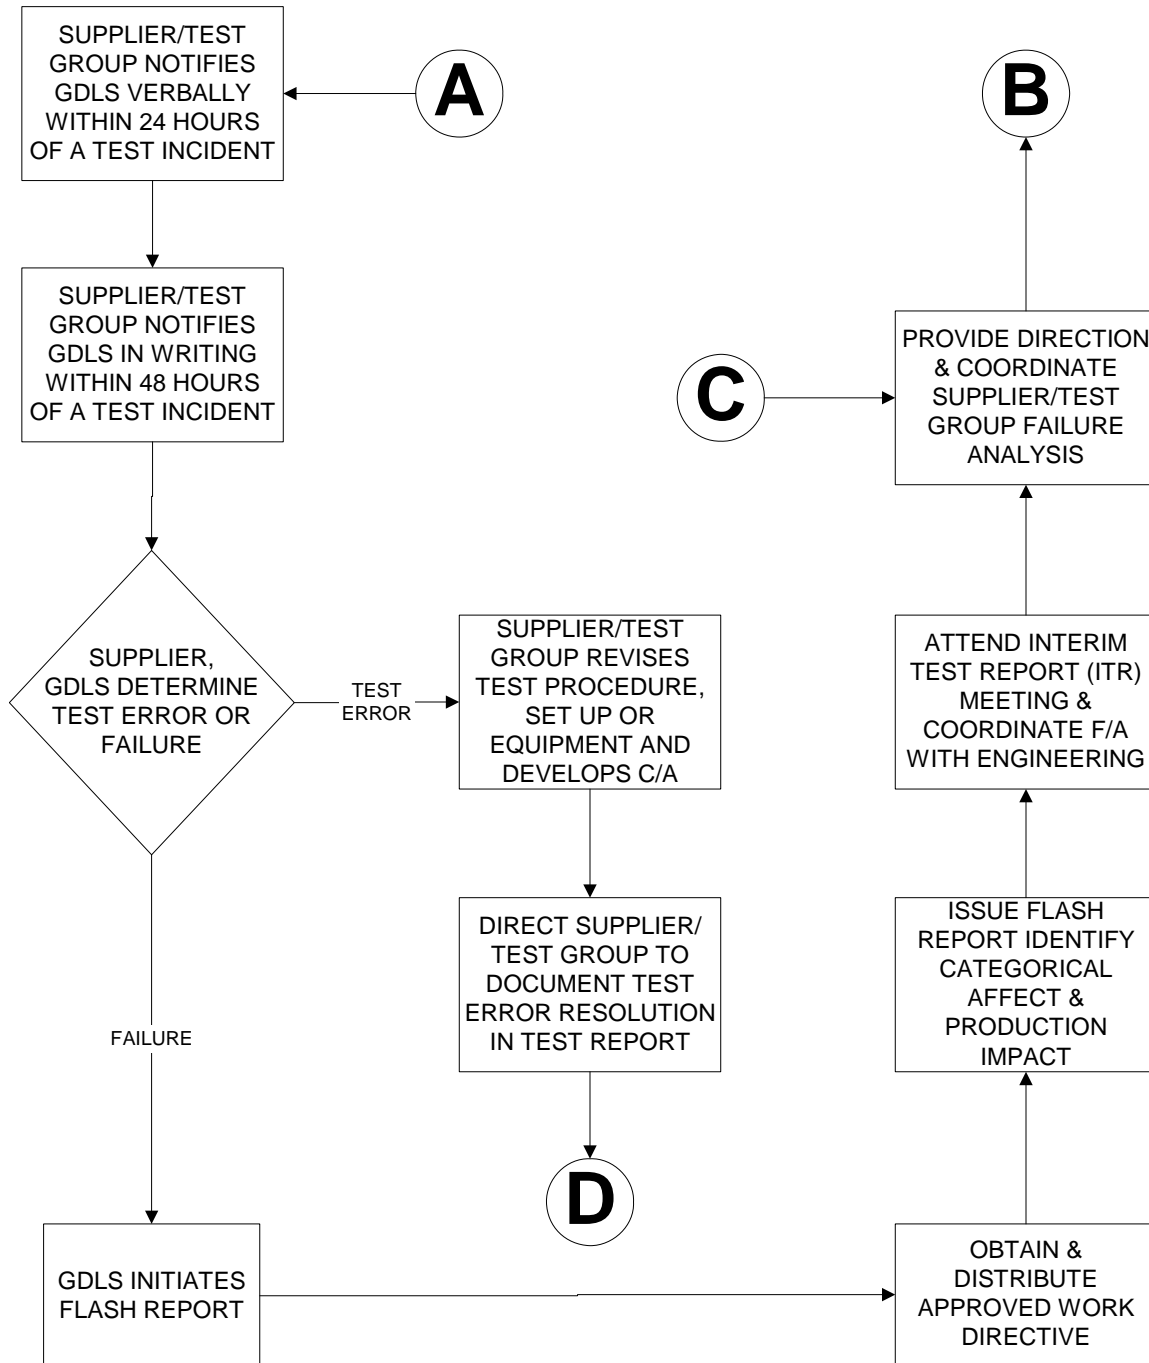 SUPPLIER/TEST
GROUP NOTIFIES
GDLS VERBALLY
WITHIN 24 HOURS
OF A TEST INCIDENT
A
B
SUPPLIER/TEST
GROUP NOTIFIES
GDLS IN WRITING
WITHIN 48 HOURS
OF A TEST INCIDENT
C
PROVIDE DIRECTION
& COORDINATE
SUPPLIER/TEST
GROUP FAILURE
ANALYSIS
SUPPLIER,
GDLS DETERMINE
TEST ERROR OR
FAILURE
TEST
ERROR
SUPPLIER/TEST
GROUP REVISES
TEST PROCEDURE,
SET UP OR
EQUIPMENT AND
DEVELOPS C/A
ATTEND INTERIM
TEST REPORT (ITR)
MEETING &
COORDINATE F/A
WITH ENGINEERING
DIRECT SUPPLIER/
TEST GROUP TO
DOCUMENT TEST
ERROR RESOLUTION
IN TEST REPORT
ISSUE FLASH
REPORT IDENTIFY
CATEGORICAL
AFFECT &
PRODUCTION
IMPACT
FAILURE
D
GDLS INITIATES
FLASH REPORT
OBTAIN &
DISTRIBUTE
APPROVED WORK
DIRECTIVE